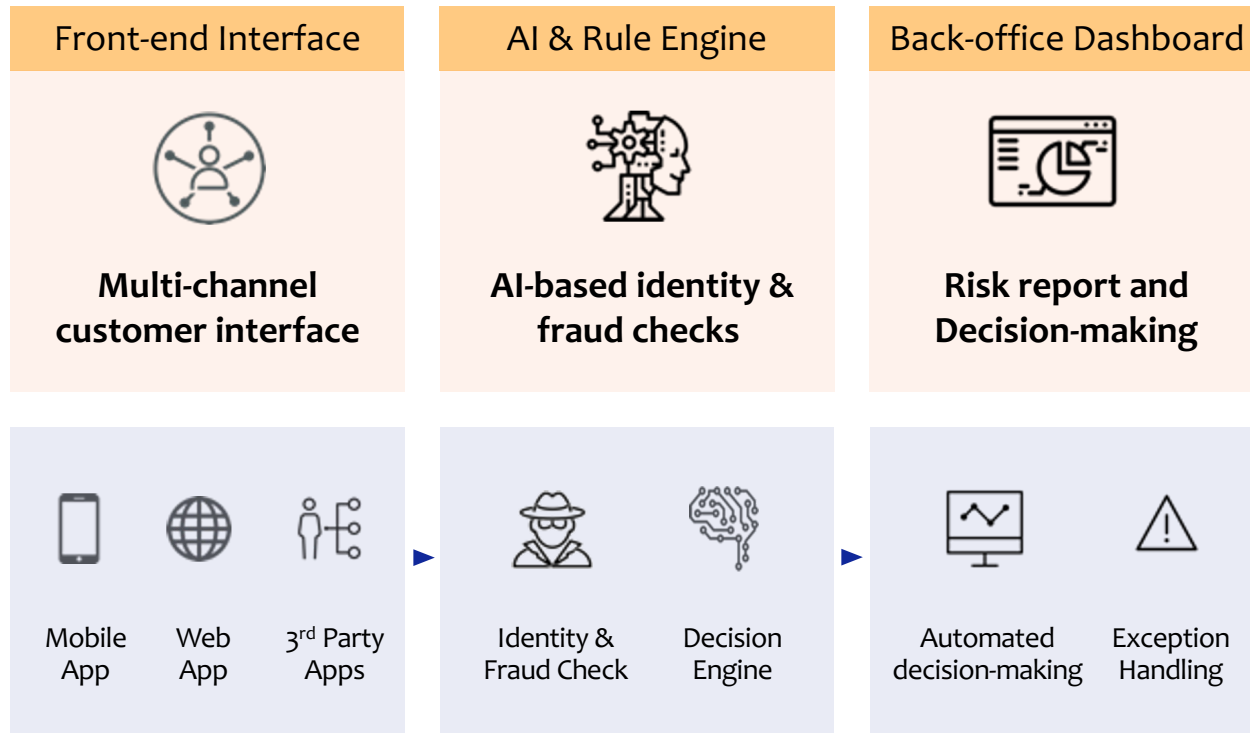 Front-end Interface
AI & Rule Engine
Back-office Dashboard
Multi-channel
customer interface
AI-based identity &
fraud checks
Risk report and
Decision-making
Mobile
App
Web
App
3rd Party
Apps
Identity &
Fraud Check
Decision
Engine
Automated
decision-making
Exception
Handling